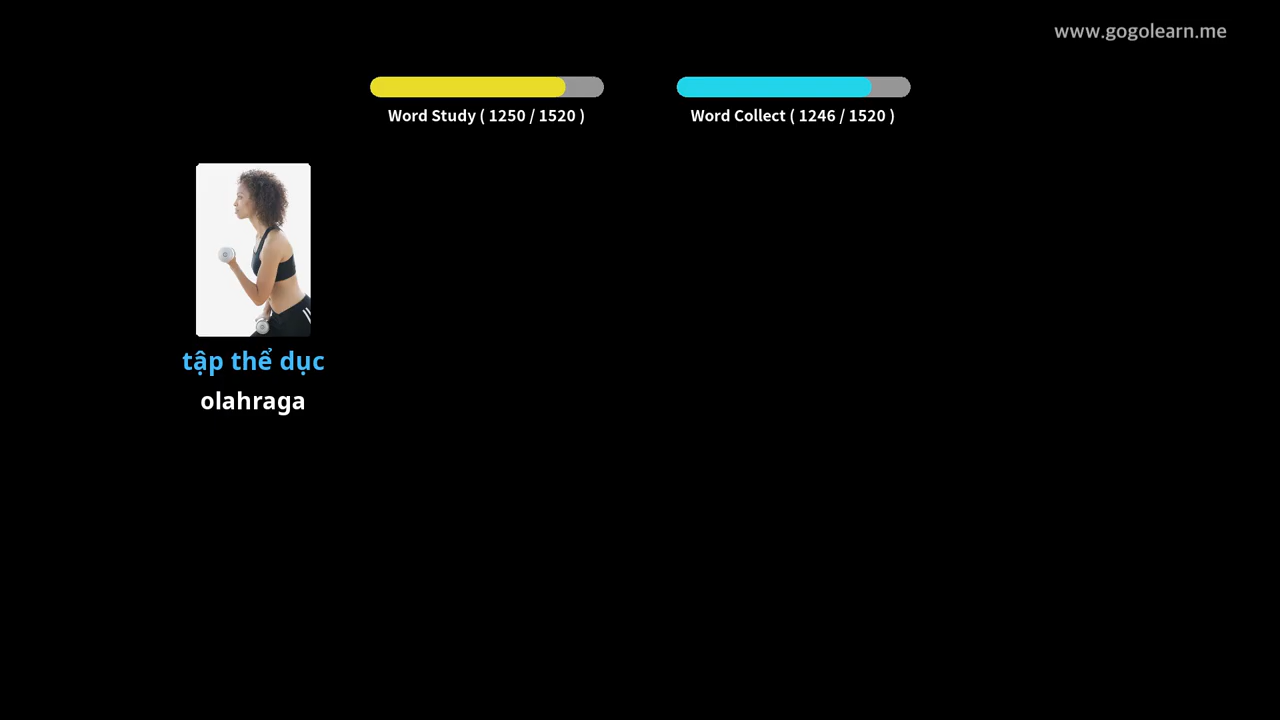 www.gogolearn.me
Word Study ( 1250 / 1520 )
Word Collect ( 1246 / 1520 )
tập thể dục
olahraga